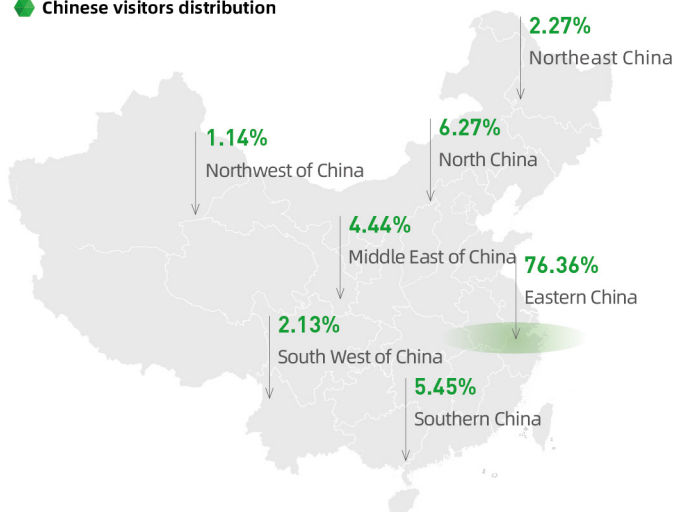 Chinese visitors distribution
2.27%
Northeast China
1.14%
Northwest of China
6.27%
North China
4.44%
Middle East of China
76.36%
Eastern China
2.13%
South West of China
5.45%
Southern China